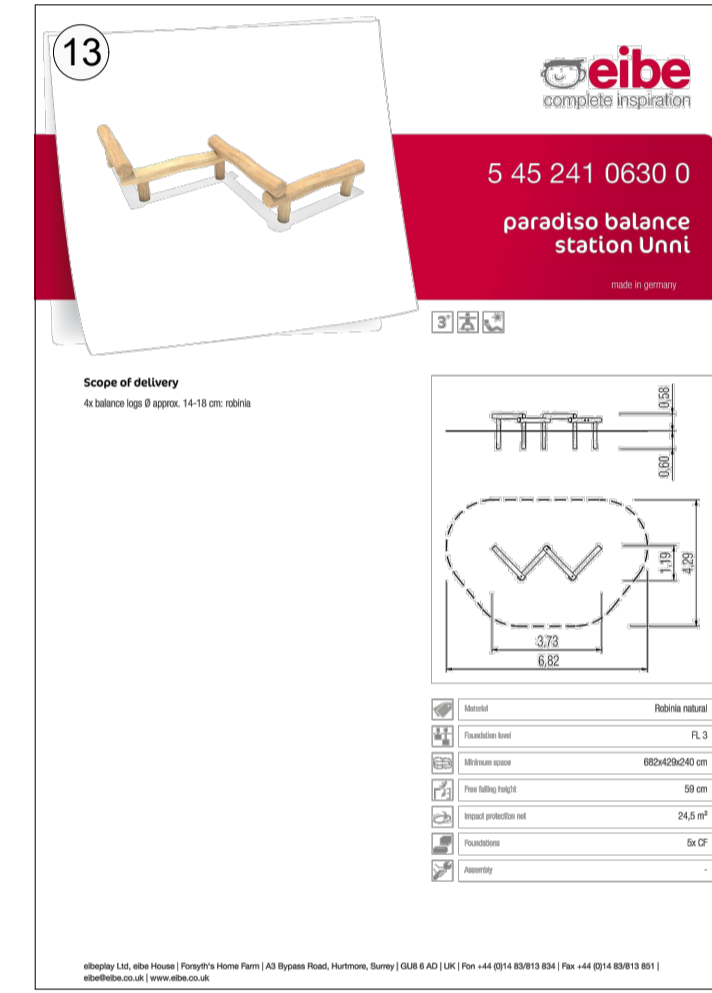 13
eibe
complete inspiration
5 45 241 0630 0
paradiso balance
station Unni
made in germany
3+
Scope of delivery
4x balance logs Ø approx. 14-18 cm: robinia
0,58
0,60
1,19
4,29
3,73
6,82
Material Robinia natural
Foundation level FL 3
Minimum space 682x429x240 cm
Free falling height 59 cm
Impact protection net 24,5 m²
Foundations 5x CF
Assembly -
eibeplay Ltd, eibe House | Forsyth's Home Farm | A3 Bypass Road, Hurtmore, Surrey | GU8 6 AD | UK | Fon +44 (0)14 83/813 834 | Fax +44 (0)14 83/813 851 |
eibe@eibe.co.uk | www.eibe.co.uk